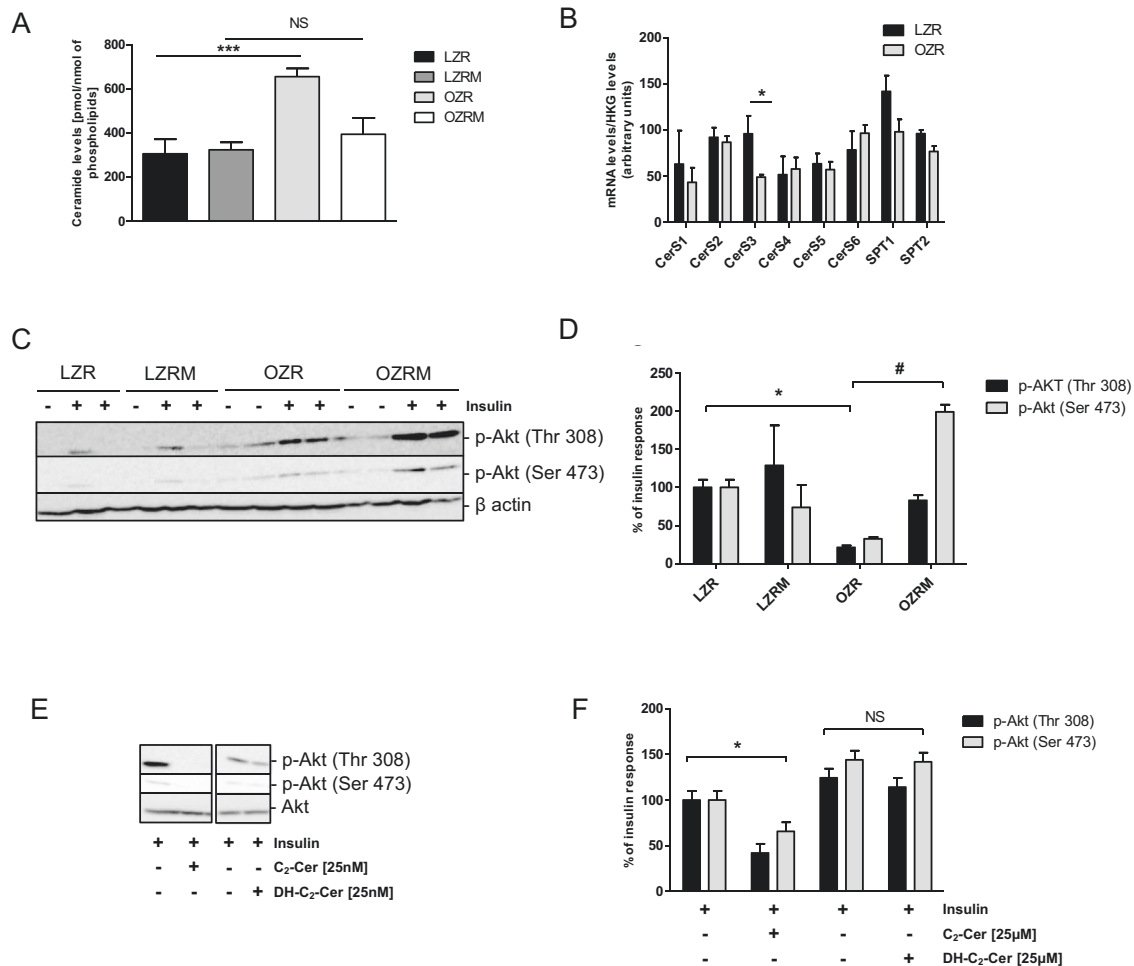 A
Ceramide levels [pmol/nmol of
phospholipids]
800
600
400
200
0
***
NS
LZR
LZRM
OZR
OZRM
B
mRNA levels/HKG levels
(arbitrary units)
200
150
100
50
0
*
LZR
OZR
CerS1
CerS2
CerS3
CerS4
CerS5
CerS6
SPT1
SPT2
C
LZR LZRM OZR OZRM
- + + - + - - - + + - - + + Insulin
p-Akt (Thr 308)
p-Akt (Ser 473)
β actin
D
% of insulin response
250
200
150
100
50
0
*
#
p-AKT (Thr 308)
p-Akt (Ser 473)
LZR
LZRM
OZR
OZRM
E
p-Akt (Thr 308)
p-Akt (Ser 473)
Akt
+ + + + Insulin
- + - - C2-Cer [25nM]
- - - + DH-C2-Cer [25nM]
F
% of insulin response
200
150
100
50
0
*
NS
p-Akt (Thr 308)
p-Akt (Ser 473)
+ + + + Insulin
- + - - C2-Cer [25µM]
- - - + DH-C2-Cer [25µM]